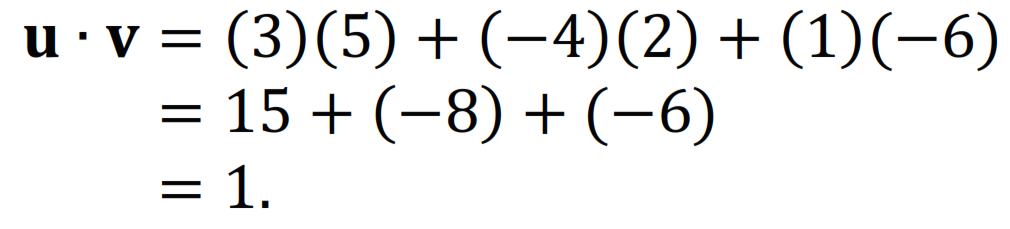 𝐮 · 𝐯 = (3)(5) + (−4)(2) + (1)(−6)
= 15 + (−8) + (−6)
= 1.